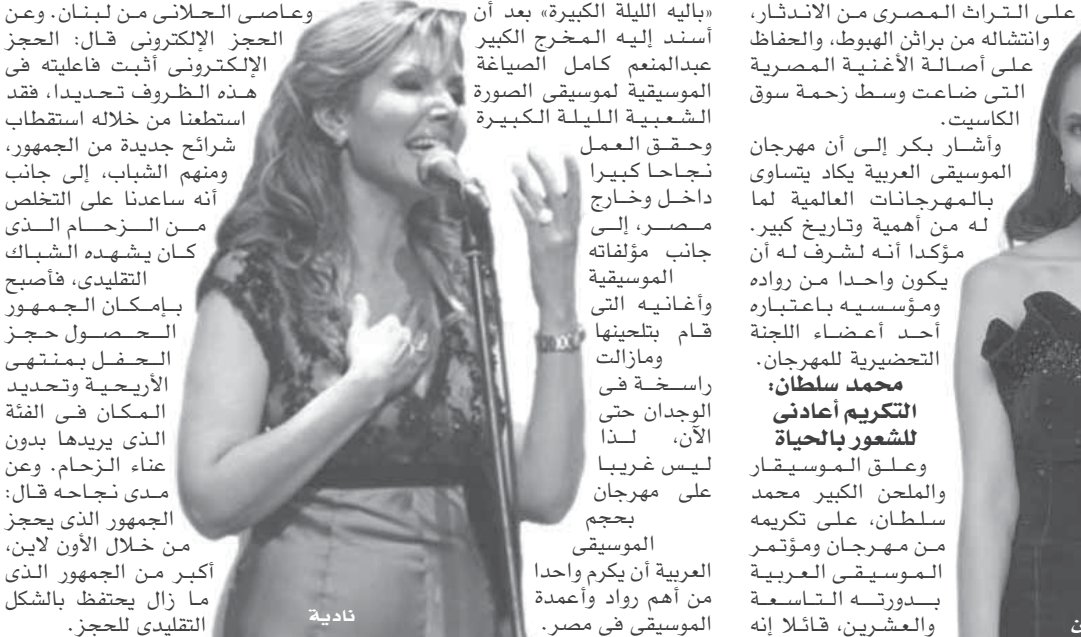 على التراث المصرى من الاندثار،
وانتشاله من براثن الهبوط، والحفاظ
على أصالة الأغنية المصرية
التى ضاعت وسط زحمة سوق
الكاسيت.
وأشار بكر إلى أن مهرجان
الموسيقى العربية يكاد يتساوى
بالمهرجانات العالمية لما
له من أهمية وتاريخ كبير.
مؤكدا أنه لشرف له أن
يكون واحدا من رواده
ومؤسسيه باعتباره
أحد أعضاء اللجنة
التحضيرية للمهرجان.
محمد سلطان:
التكريم أعادنى
للشعور بالحياة
وعلق الموسيقار
والملحن الكبير محمد
سلطان، على تكريمه
من مهرجان ومؤتمر
الموسيقى العربية
بدورته التاسعة
والعشرين، قائلا إنه
«باليه الليلة الكبيرة» بعد أن
أسند إليه المخرج الكبير
عبدالمنعم كامل الصياغة
الموسيقية لموسيقى الصورة
الشعبية الليلة الكبيرة
وحقق العمل
نجاحا كبيرا
داخل وخارج
مصر، إلى
جانب مؤلفاته
الموسيقية
وأغانيه التى
قام بتلحينها
ومازالت
راسخة فى
الوجدان حتى
الآن، لذا
ليس غريبا
على مهرجان
بحجم
الموسيقى
العربية أن يكرم واحدا
من أهم رواد وأعمدة
الموسيقى فى مصر.
وعاصى الحلانى من لبنان. وعن
الحجز الإلكترونى قال: الحجز
الإلكترونى أثبت فاعليته فى
هذه الظروف تحديدا، فقد
استطعنا من خلاله استقطاب
شرائح جديدة من الجمهور،
ومنهم الشباب، إلى جانب
أنه ساعدنا على التخلص
من الزحام الذى
كان يشهده الشباك
التقليدى، فأصبح
بإمكان الجمهور
الحصول حجز
الحفل بمنتهى
الأريحية وتحديد
المكان فى الفئة
الذى يريدها بدون
عناء الزحام. وعن
مدى نجاحه قال:
الجمهور الذى يحجز
من خلال الأون لاين،
أكبر من الجمهور الذى
ما زال يحتفظ بالشكل
التقليدى للحجز.
نادية